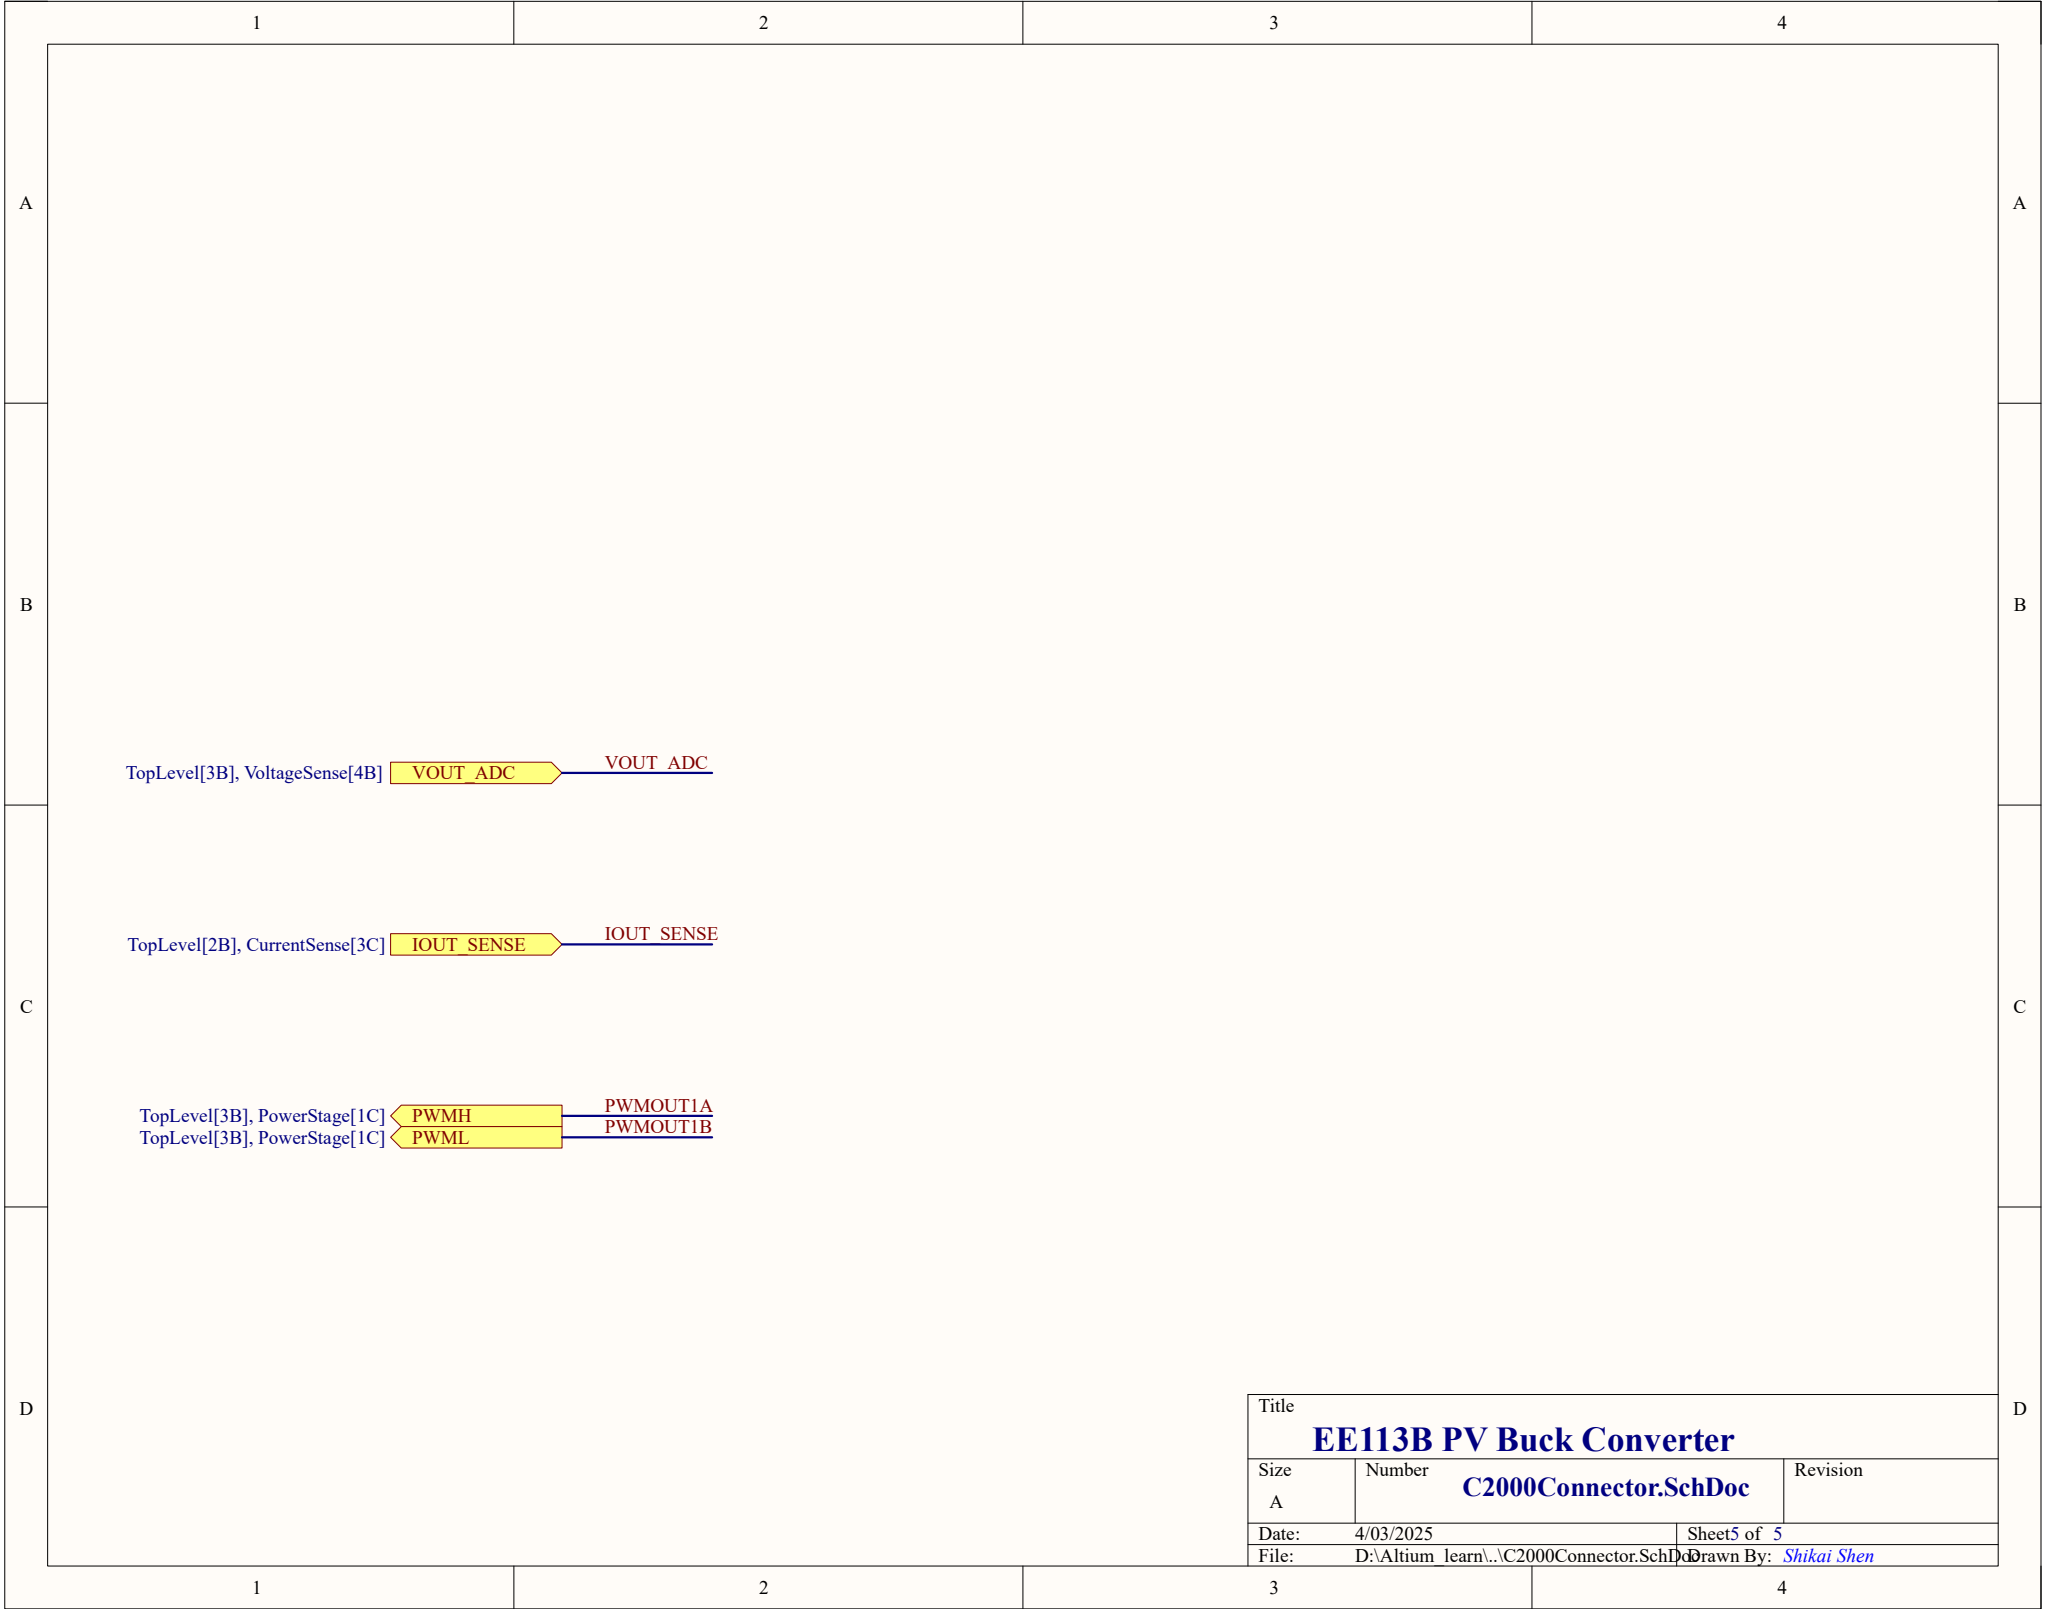 1 2 3 4
A A
B B
VOUT_ADC
TopLevel[3B], VoltageSense[4B] VOUT_ADC
IOUT_SENSE
TopLevel[2B], CurrentSense[3C] IOUT_SENSE
C C
PWMOUT1A
TopLevel[3B], PowerStage[1C] PWMH
PWMOUT1B
TopLevel[3B], PowerStage[1C] PWML
D D
Title
EE113B PV Buck Converter
Size Number Revision
C2000Connector.SchDoc
A
Date: 4/03/2025 Sheet5 of 5
File: D:\Altium_learn\..\C2000Connector.SchDoc Drawn By: Shikai Shen
1 2 3 4